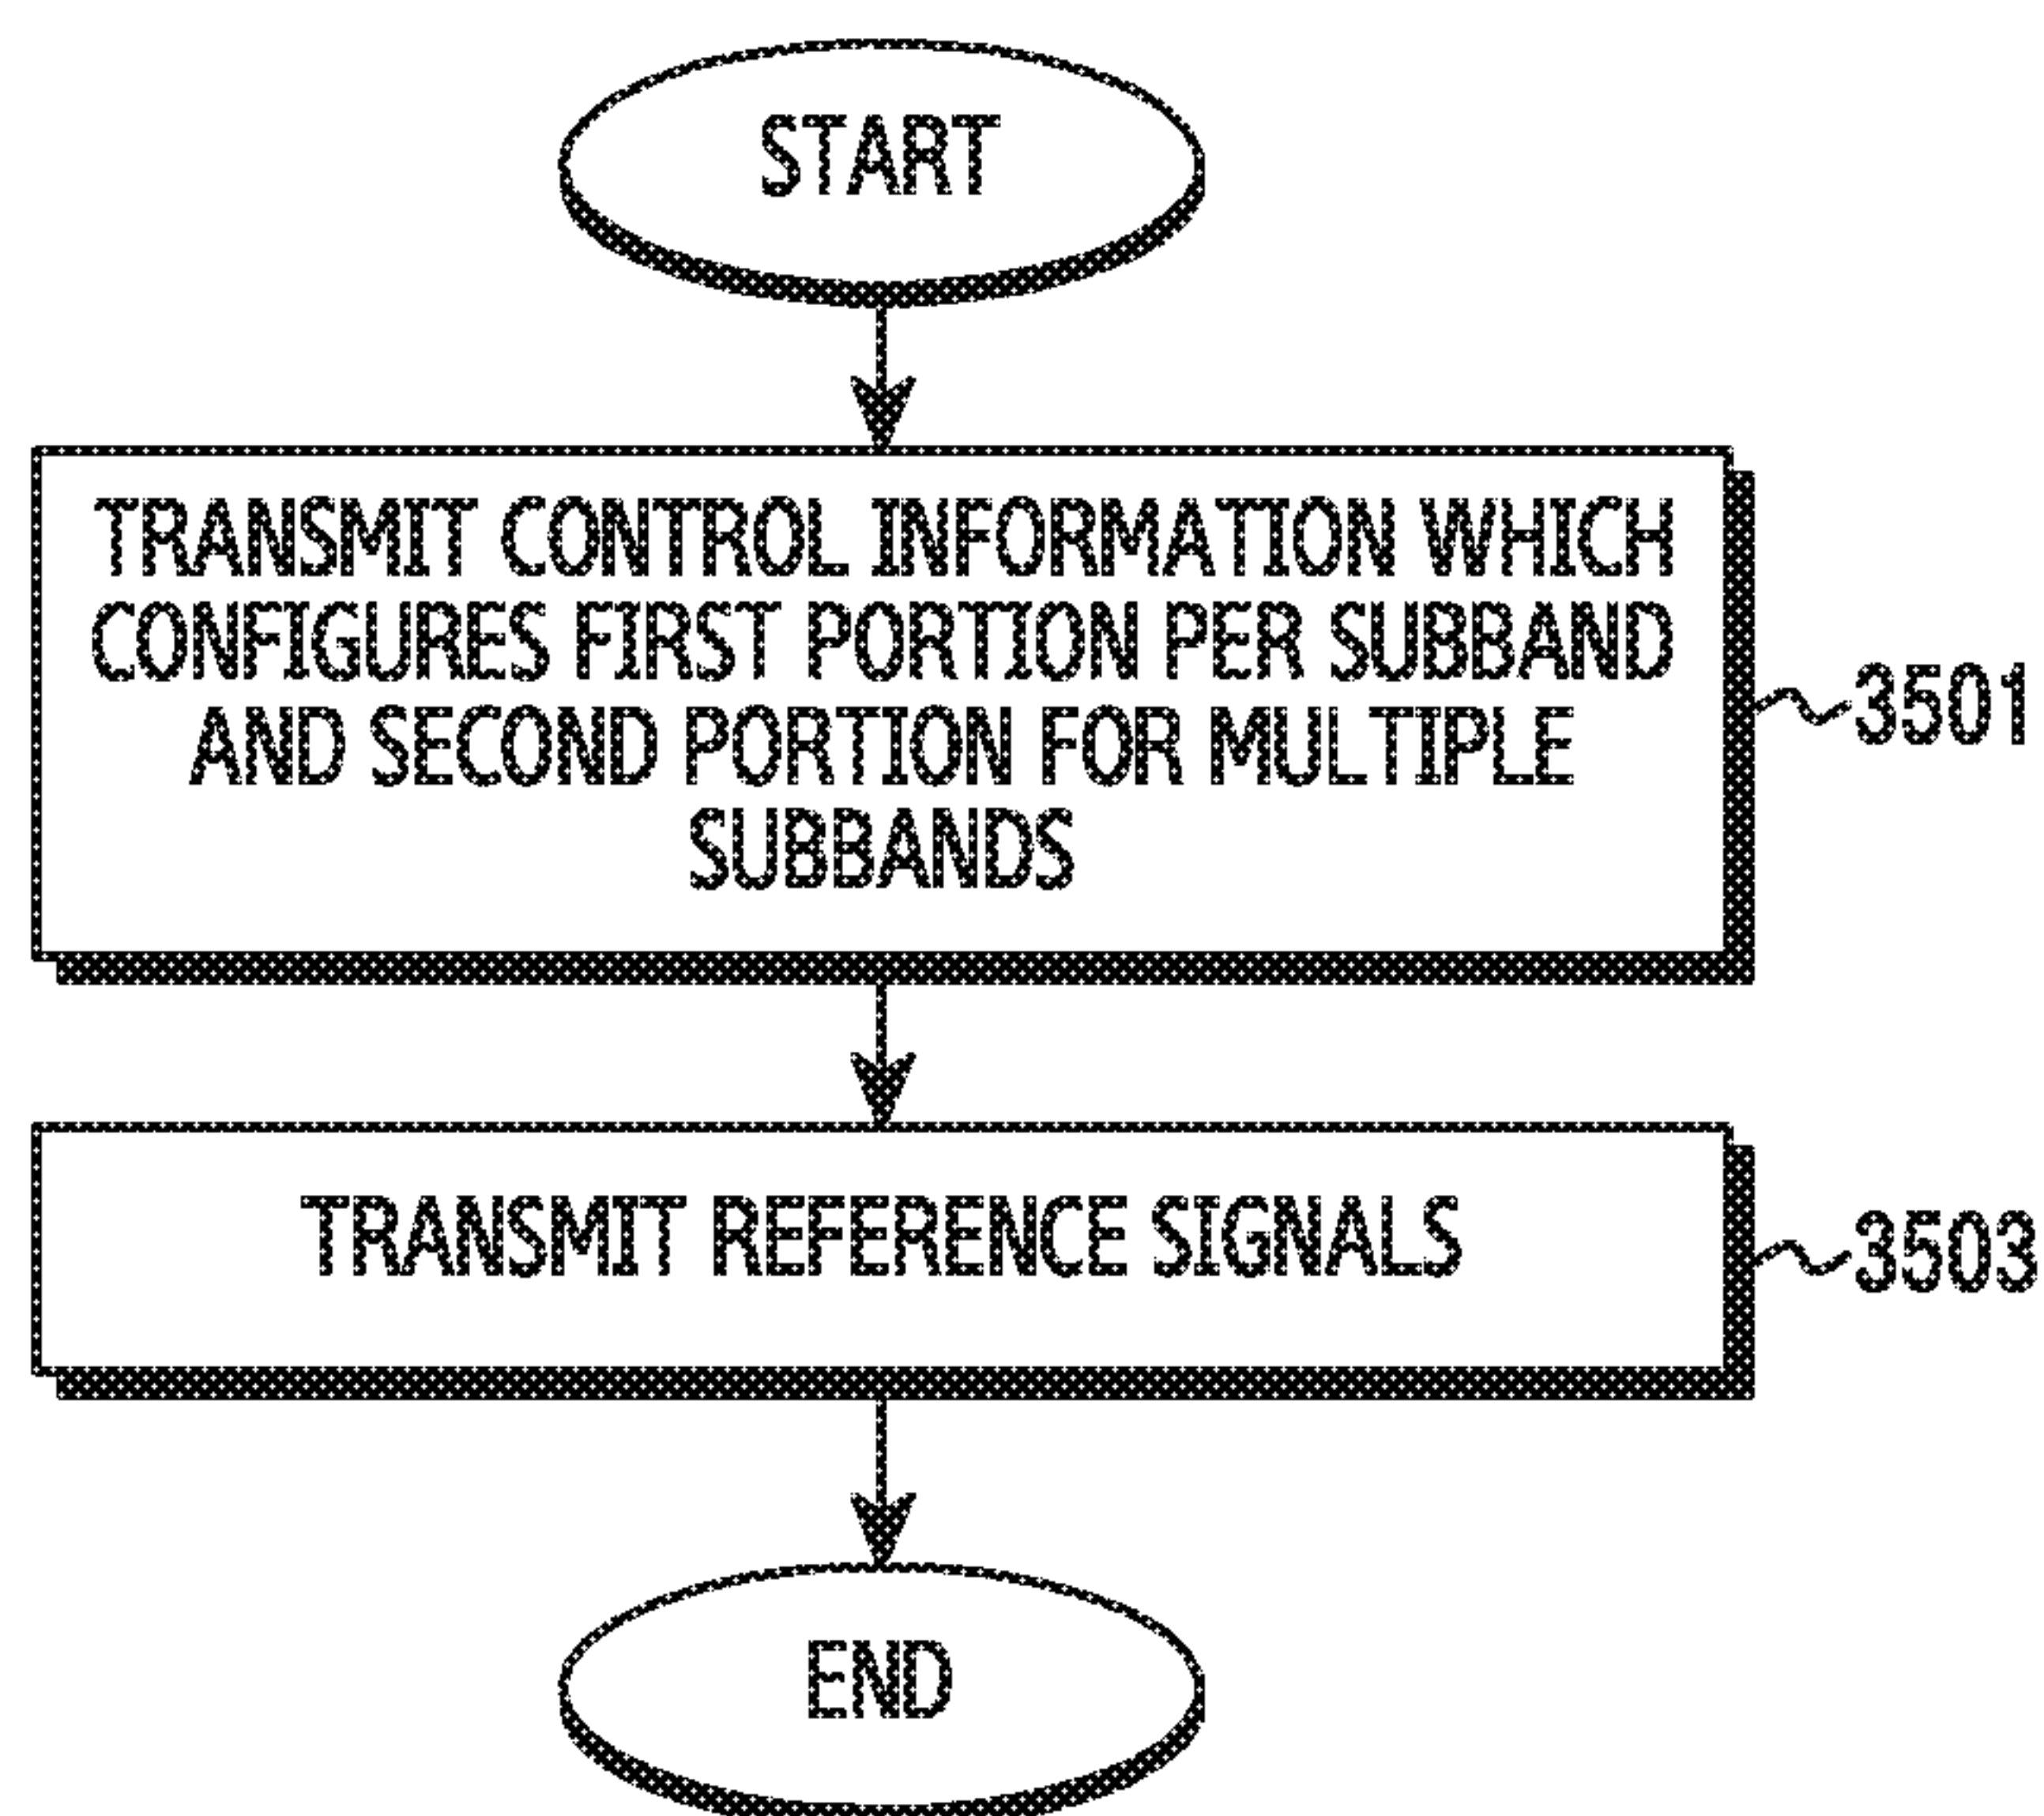 START
TRANSMIT CONTROL INFORMATION WHICH
CONFIGURES FIRST PORTION PER SUBBAND
AND SECOND PORTION FOR MULTIPLE
SUBBANDS
3501
TRANSMIT REFERENCE SIGNALS
3503
END